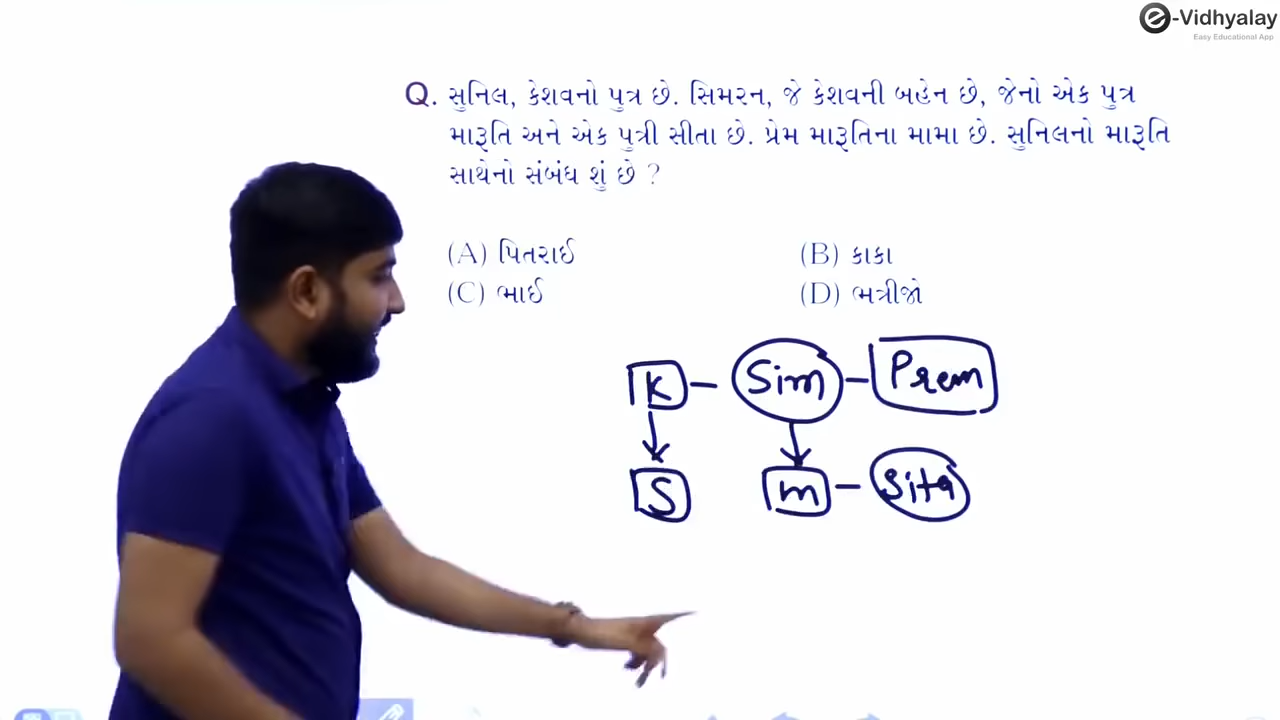 e-Vidhyalay
Easy Educational App
Q. સુનિલ, કેશવનો પુત્ર છે. સિમરન, જે કેશવની બહેન છે, જેનો એક પુત્ર
મારૂતિ અને એક પુત્રી સીતા છે. પ્રેમ મારૂતિના મામા છે. સુનિલનો મારૂતિ
સાથેનો સંબંધ શું છે ?
(A) પિતરાઈ (B) કાકા
(C) ભાઈ (D) ભત્રીજો
K - Sim - Prem
S m - Sita